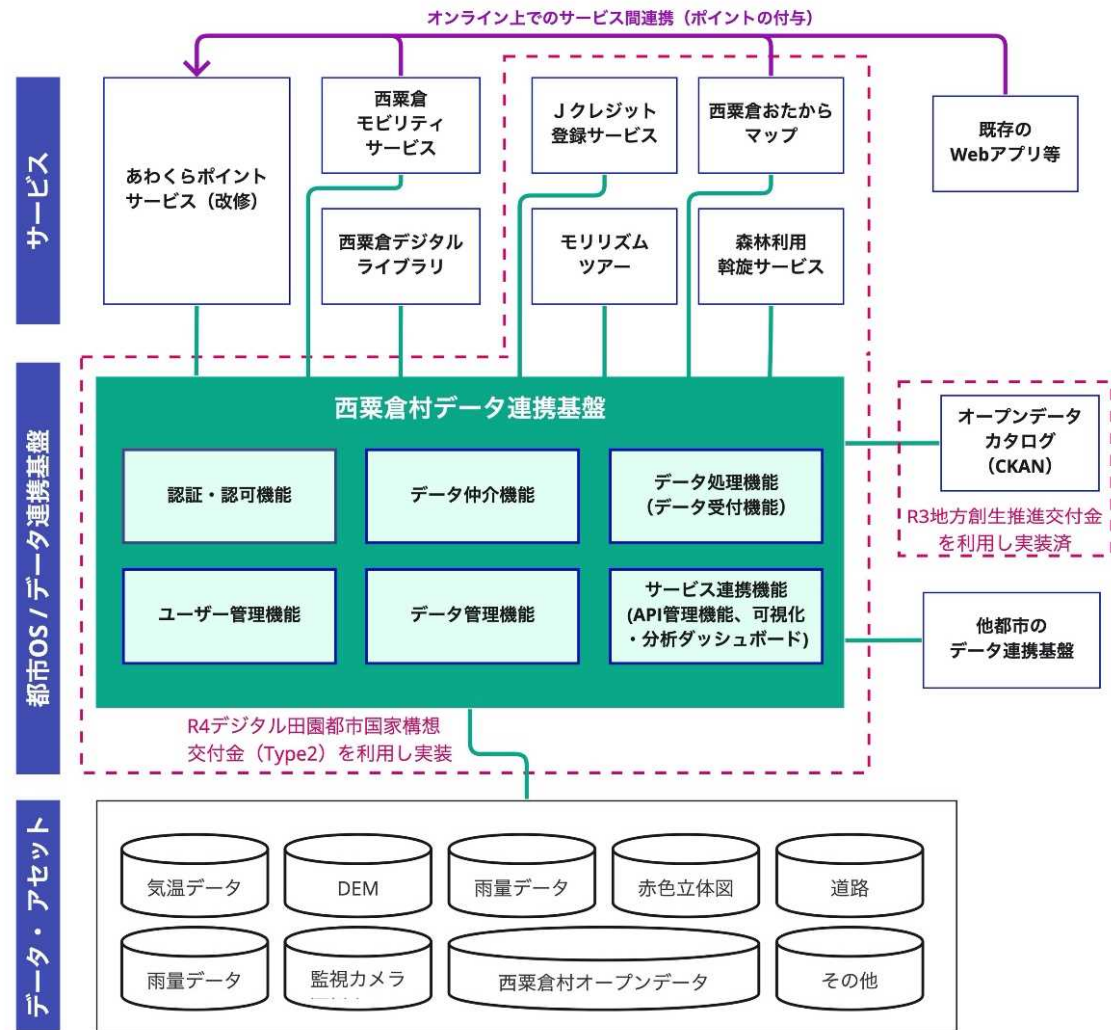 オンライン上でのサービス間連携（ポイントの付与）
サービス
あわくらポイント
サービス（改修）
西粟倉
モビリティ
サービス
Ｊクレジット
登録サービス
西粟倉おたから
マップ
既存の
Webアプリ等
西粟倉デジタル
ライブラリ
モリリズム
ツアー
森林利用
斡旋サービス
都市OS / データ連携基盤
西粟倉村データ連携基盤
認証・認可機能
データ仲介機能
データ処理機能
（データ受付機能）
ユーザー管理機能
データ管理機能
サービス連携機能
(API管理機能、可視化
・分析ダッシュボード)
オープンデータ
カタログ
（CKAN）
R3地方創生推進交付金
を利用し実装済
他都市の
データ連携基盤
R4デジタル田園都市国家構想
交付金（Type2）を利用し実装
データ・アセット
気温データ
DEM
雨量データ
赤色立体図
道路
雨量データ
監視カメラ
西粟倉村オープンデータ
その他